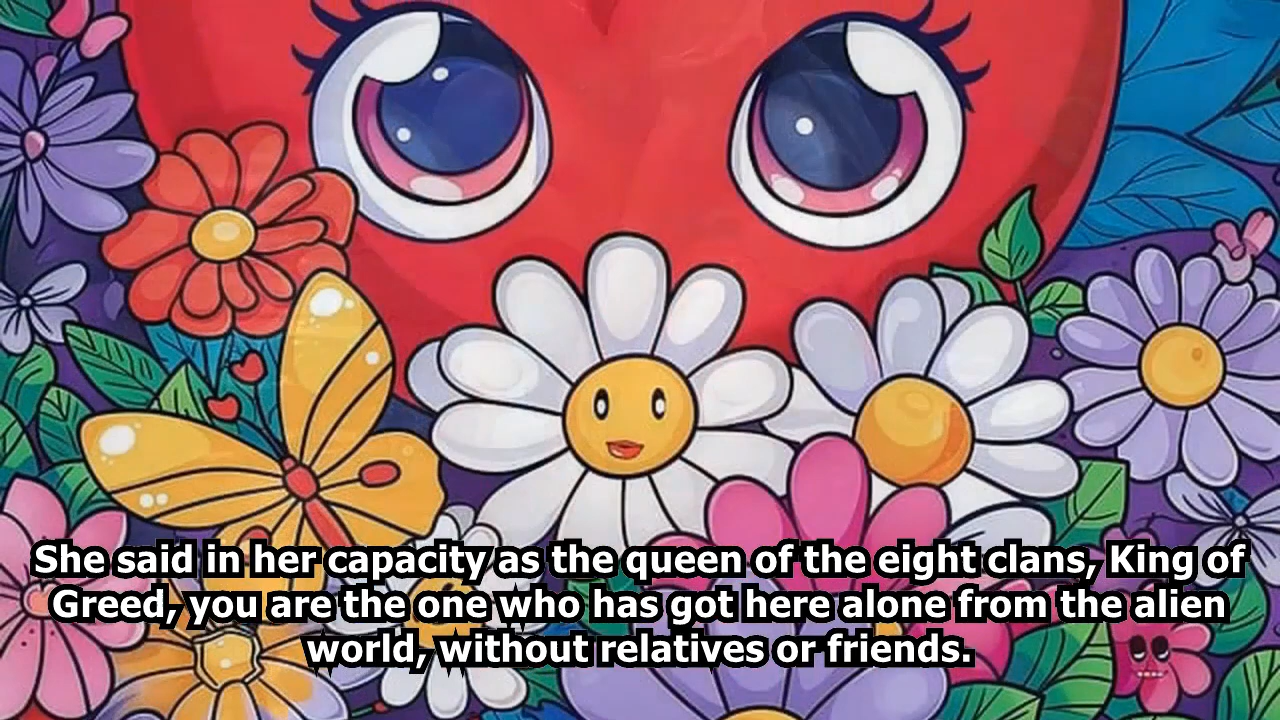 She said in her capacity as the queen of the eight clans, King of
Greed, you are the one who has got here alone from the alien
world, without relatives or friends.